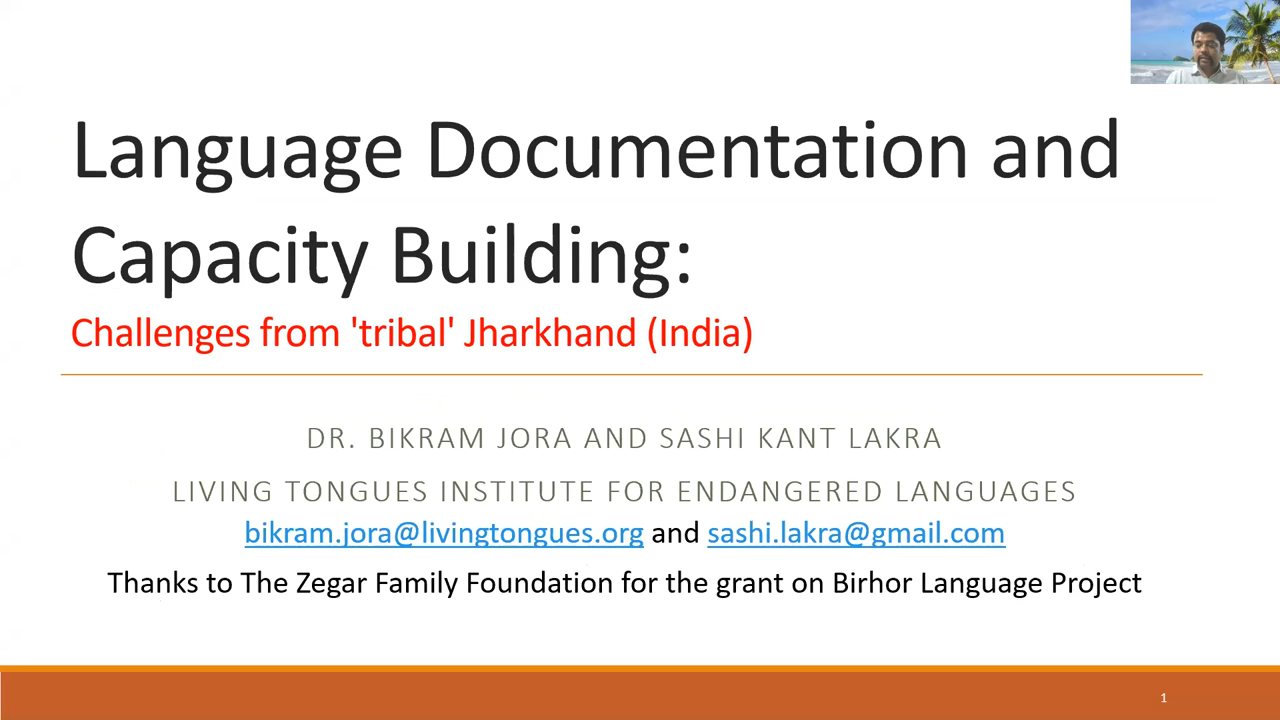 Language Documentation and
Capacity Building:
Challenges from 'tribal' Jharkhand (India)
DR. BIKRAM JORA AND SASHI KANT LAKRA
LIVING TONGUES INSTITUTE FOR ENDANGERED LANGUAGES
bikram.jora@livingtongues.org and sashi.lakra@gmail.com
Thanks to The Zegar Family Foundation for the grant on Birhor Language Project
1